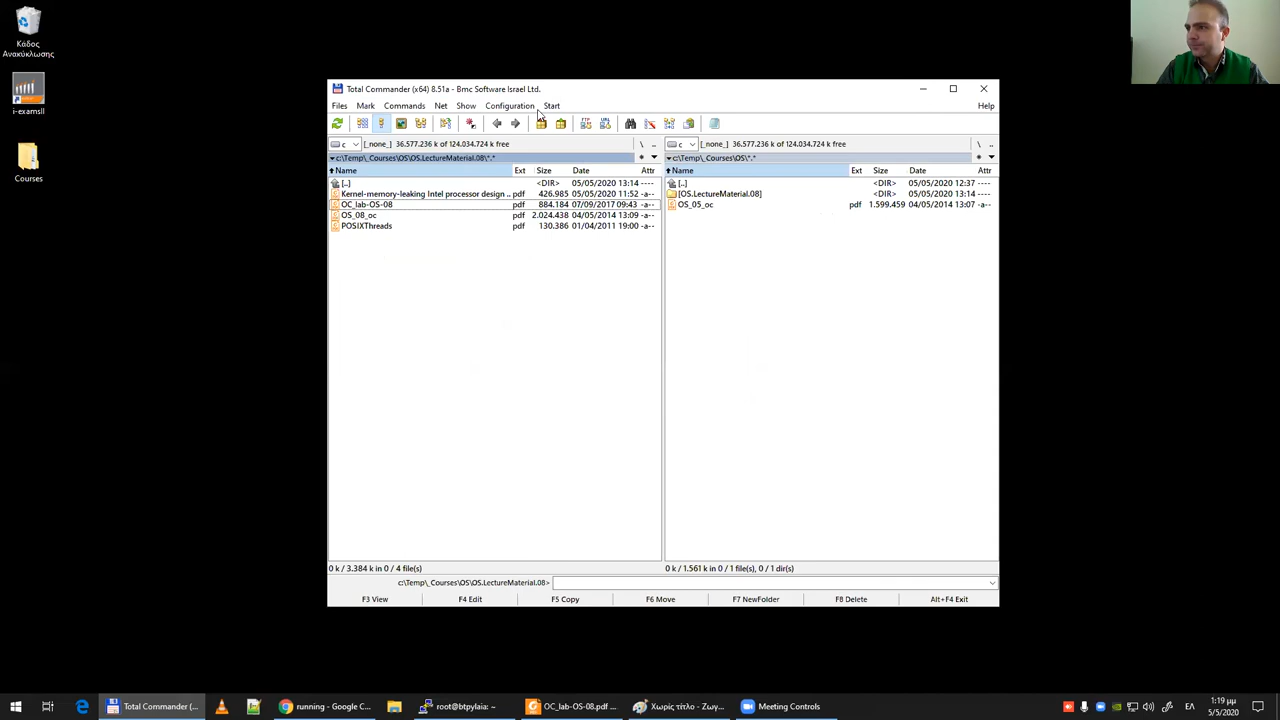 Κάδος
Ανακύκλωσης
i-examsII
Courses
Total Commander (x64) 8.51a - Bmc Software Israel Ltd.
Files Mark Commands Net Show Configuration Start Help
FTP URL
c [_none_] 36.577.236 k of 124.034.724 k free \ ..
c:\Temp\_Courses\OS\OS.LectureMaterial.08\*.* * 
Name Ext Size Date Attr
[..] <DIR> 05/05/2020 13:14 ----
Kernel-memory-leaking Intel processor design .. pdf 426.985 05/05/2020 11:52 -a--
OC_lab-OS-08 pdf 884.184 07/09/2017 09:43 -a--
OS_08_oc pdf 2.024.438 04/05/2014 13:09 -a--
POSIXThreads pdf 130.386 01/04/2011 19:00 -a--
0 k / 3.384 k in 0 / 4 file(s)
c [_none_] 36.577.236 k of 124.034.724 k free \ ..
c:\Temp\_Courses\OS\*.* *
Name Ext Size Date Attr
[..] <DIR> 05/05/2020 12:37 ----
[OS.LectureMaterial.08] <DIR> 05/05/2020 13:14 ----
OS_05_oc pdf 1.599.459 04/05/2014 13:07 -a--
0 k / 1.561 k in 0 / 1 file(s), 0 / 1 dir(s)
c:\Temp\_Courses\OS\OS.LectureMaterial.08>
F3 View F4 Edit F5 Copy F6 Move F7 NewFolder F8 Delete Alt+F4 Exit
Total Commander (... running - Google C... root@btpylaia: ~ OC_lab-OS-08.pdf ... Χωρίς τίτλο - Ζωγ... Meeting Controls ΕΛ 1:19 μμ
5/5/2020